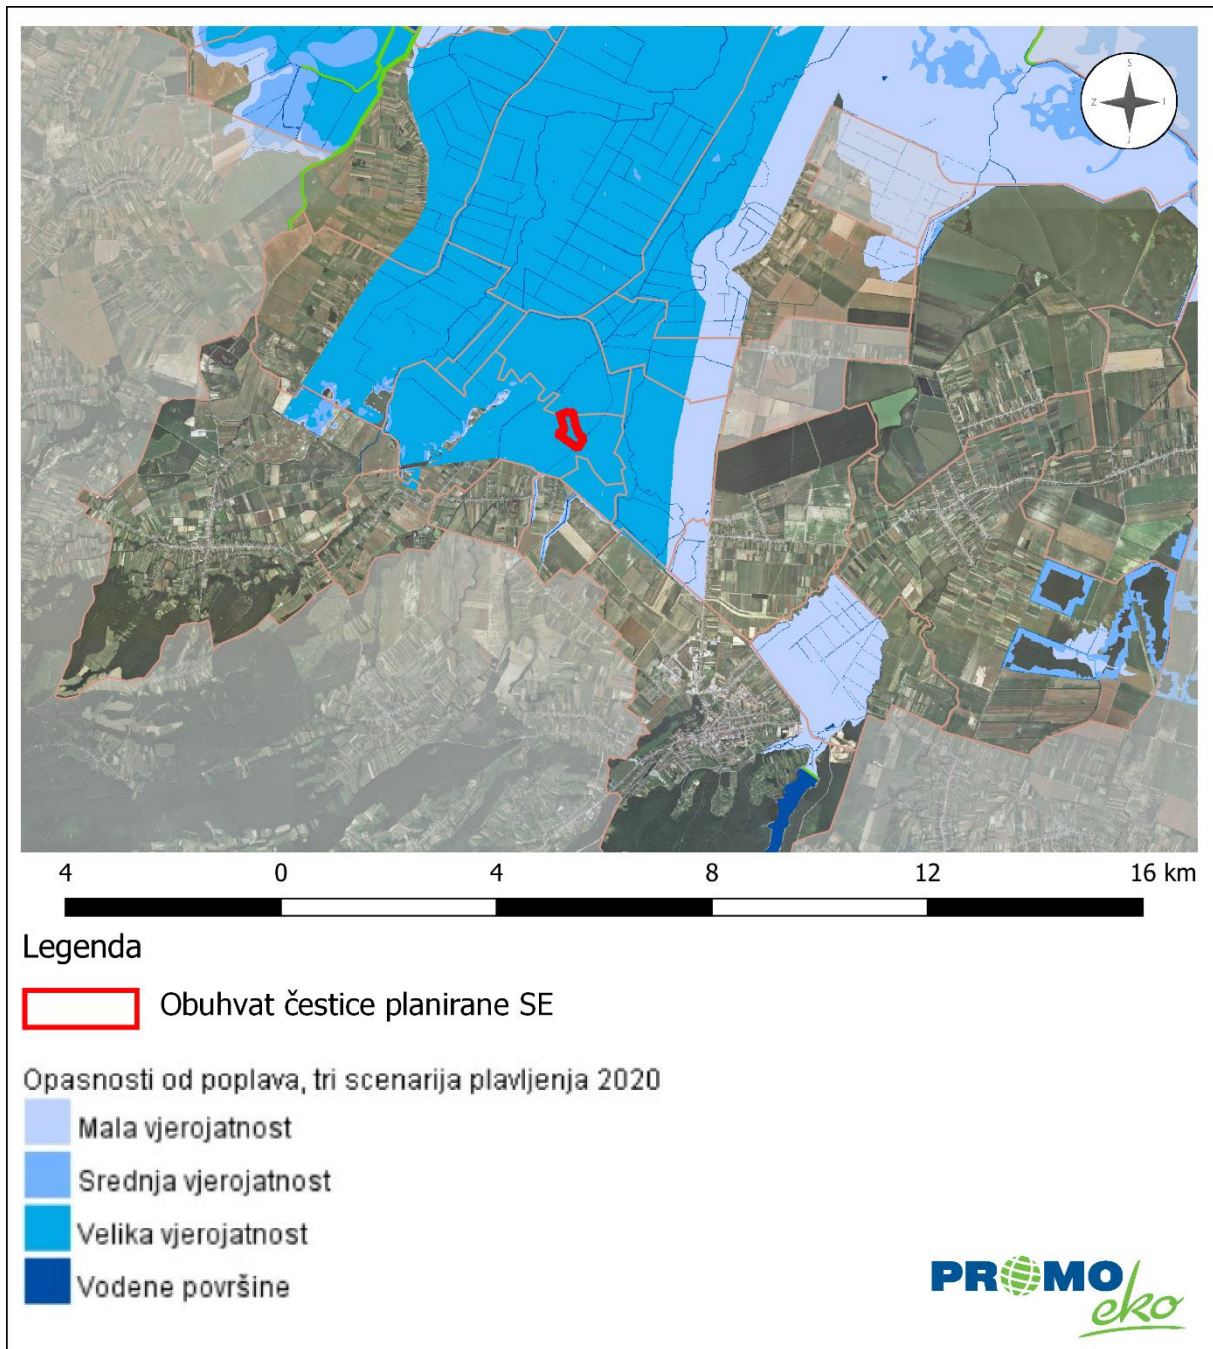 S
Z I
J
4 0 4 8 12 16 km
Legenda
Obuhvat čestice planirane SE
Opasnosti od poplava, tri scenarija plavljenja 2020
Mala vjerojatnost
Srednja vjerojatnost
Velika vjerojatnost
Vodene površine
PROMO
eko